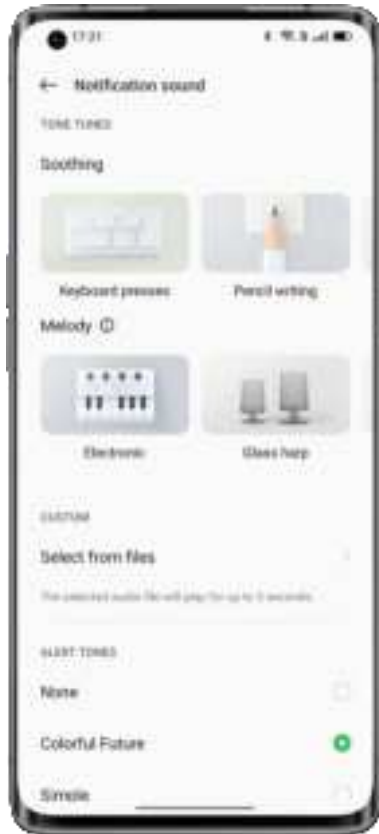 17:21
Notification sound
TONE TUNES
Soothing
Keyboard presses
Pencil writing
Melody
Electronic
Glass harp
CUSTOM
Select from files
The selected audio file will play for up to 5 seconds.
ALERT TONES
None
Colorful Future
Simple